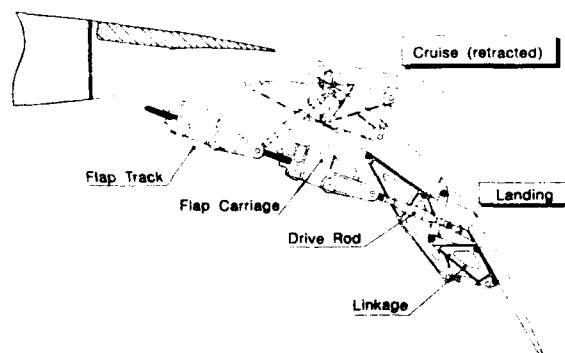 Cruise (retracted)
Flap Track
Flap Carriage
Landing
Drive Rod
Linkage